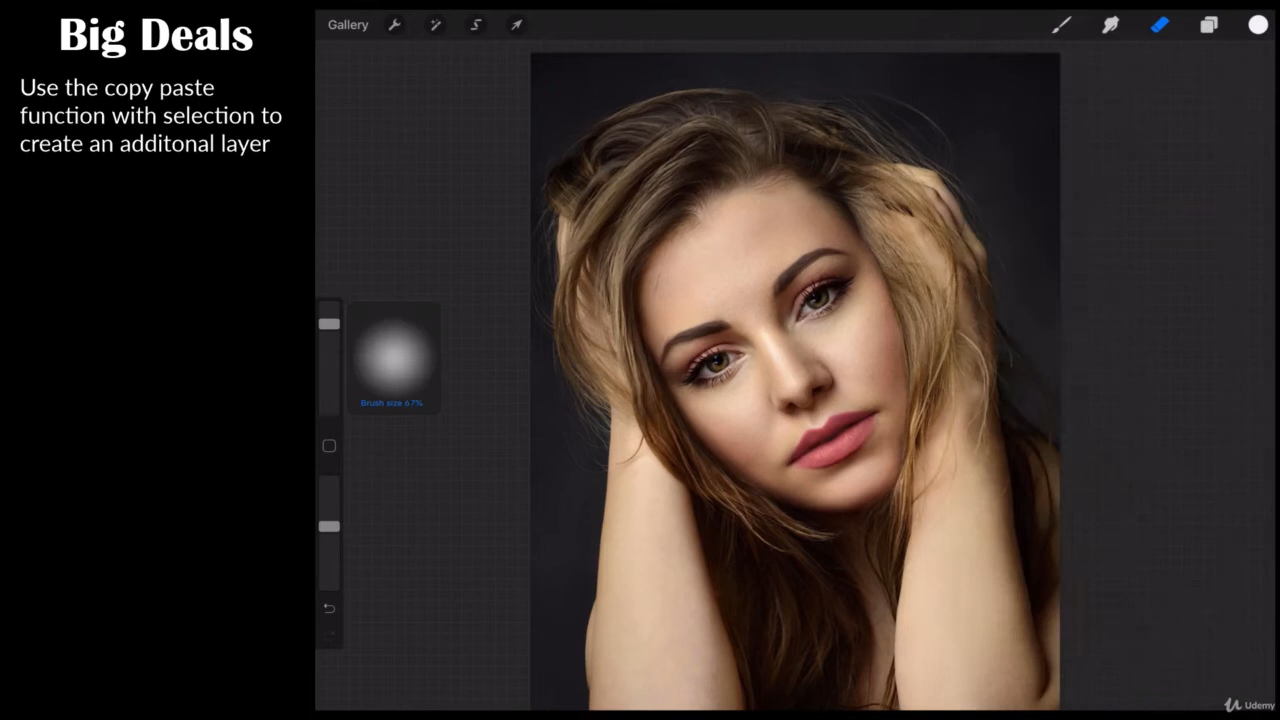 Big Deals
Use the copy paste
function with selection to
create an additonal layer
Gallery
Brush size 67%
Udemy